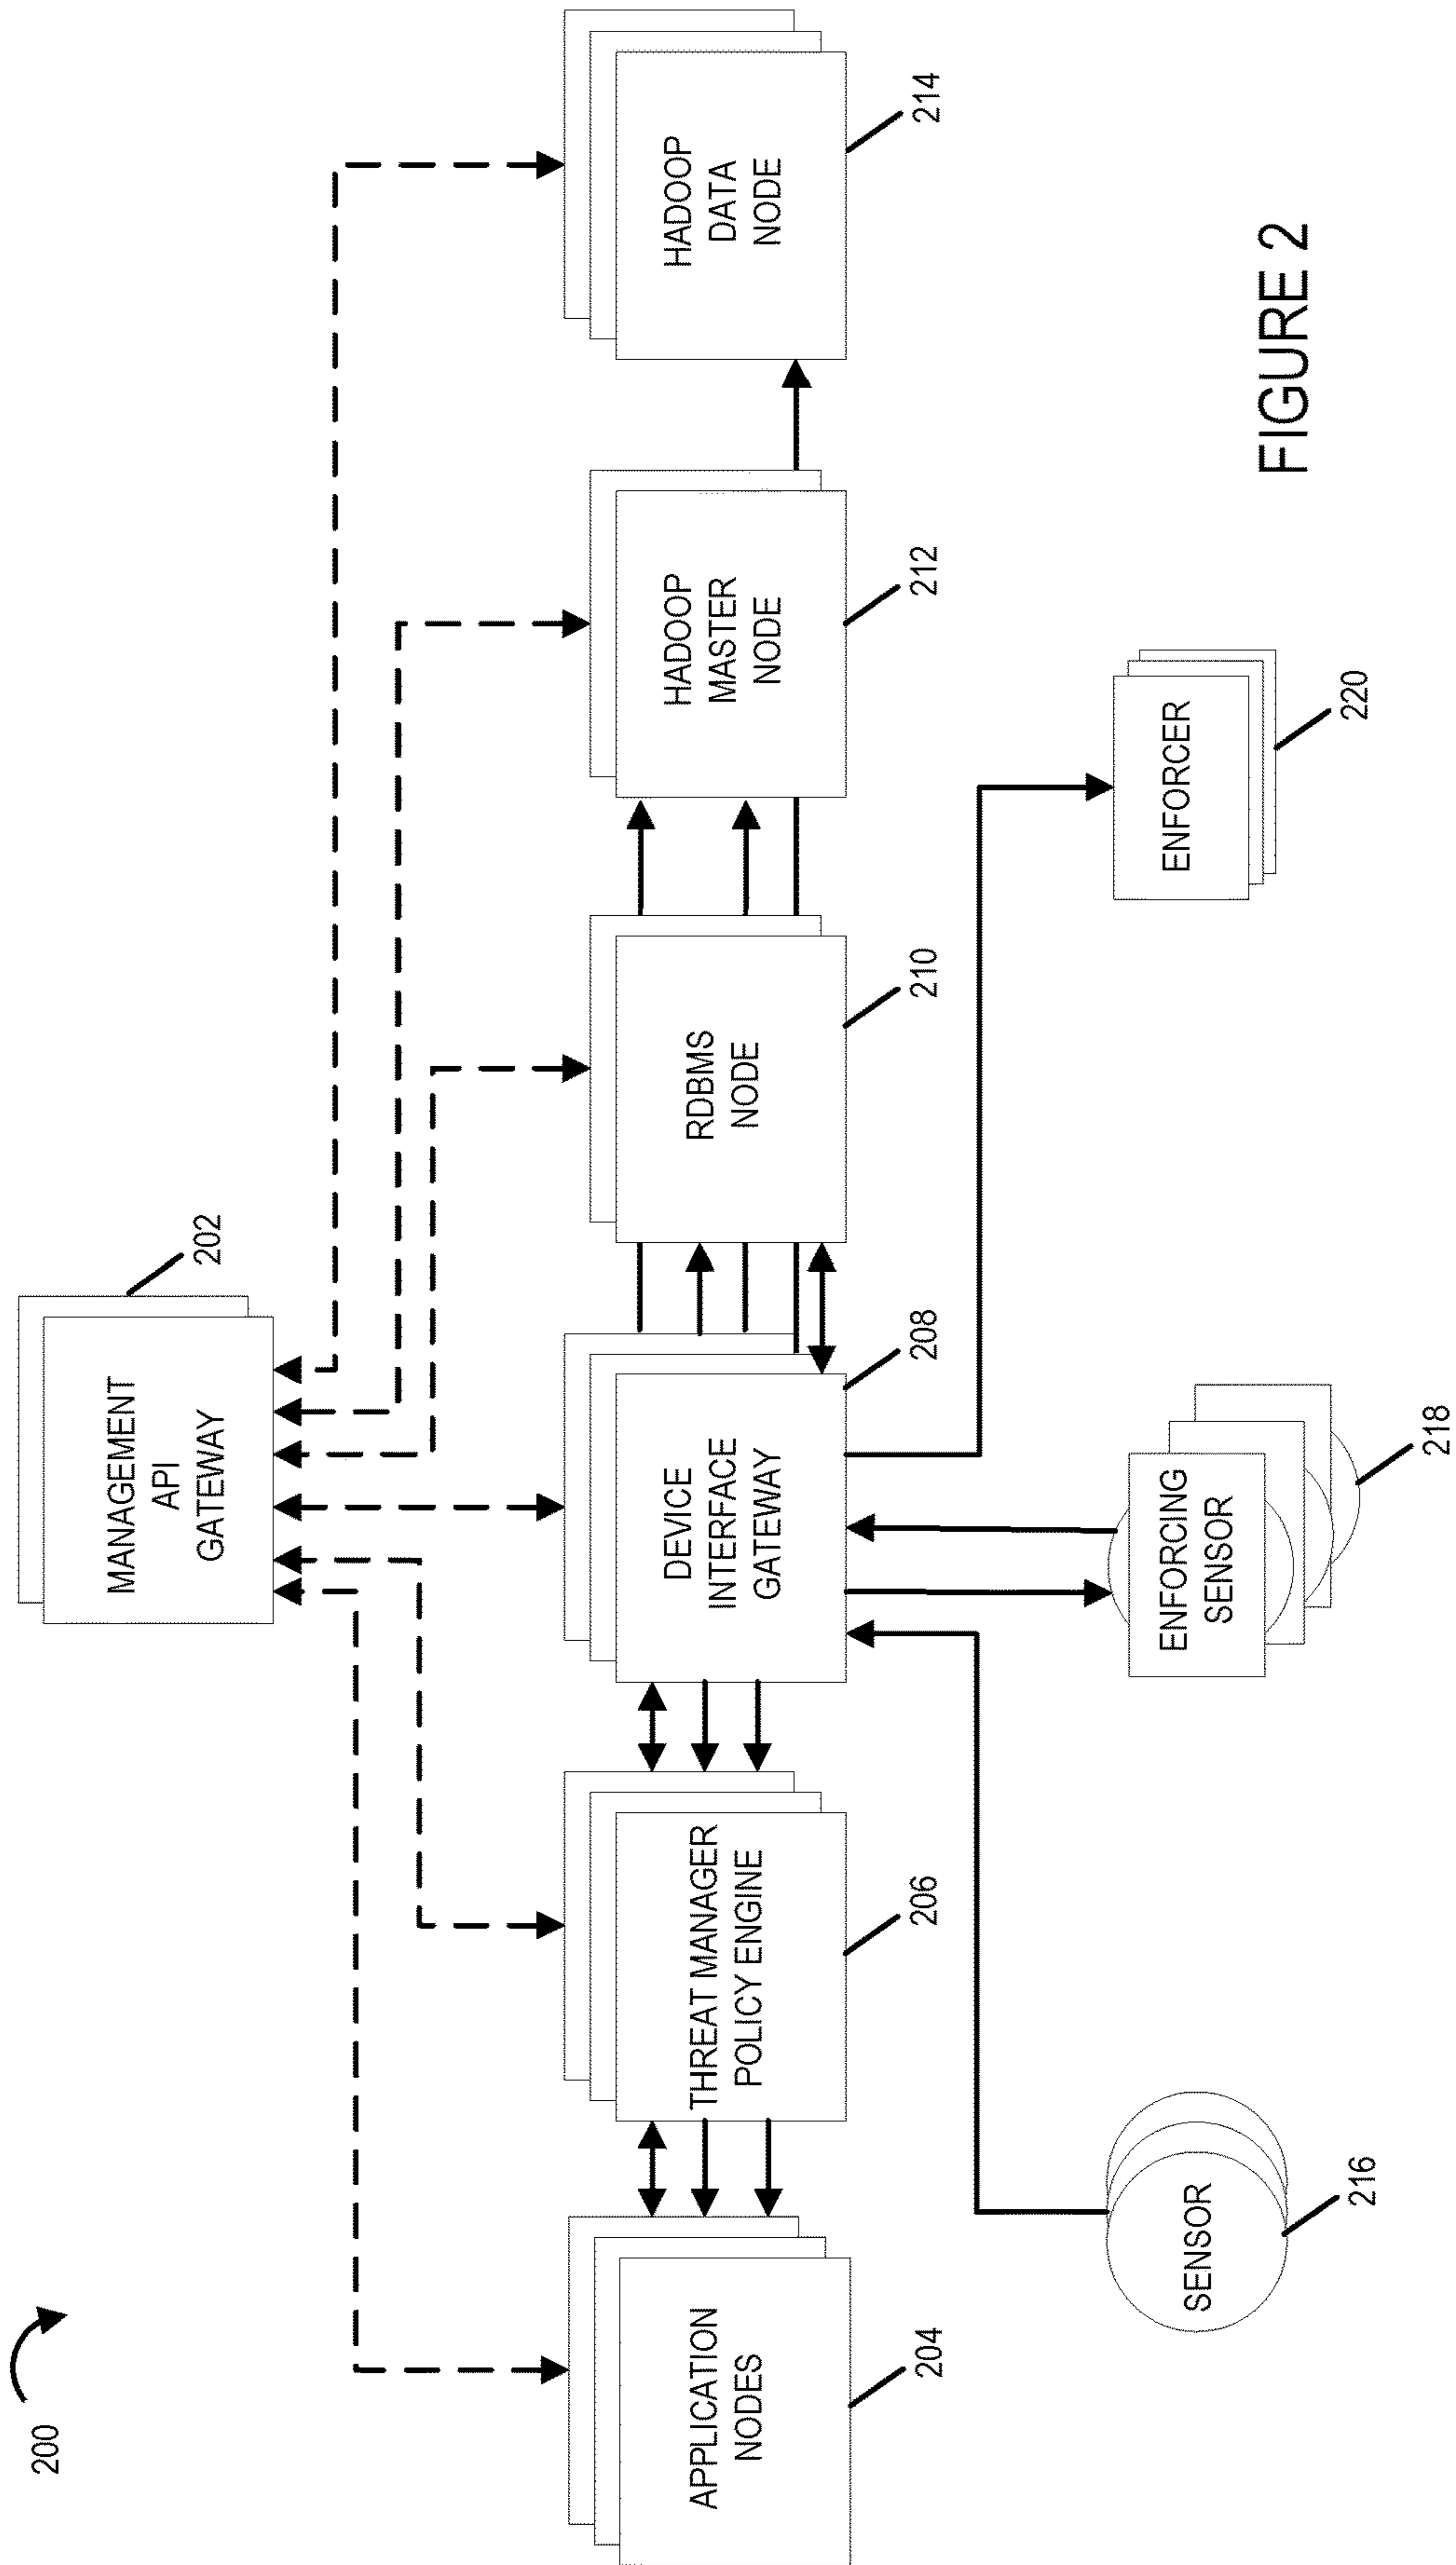 200
MANAGEMENT
API
GATEWAY
202
APPLICATION
NODES
204
THREAT MANAGER
POLICY ENGINE
206
DEVICE
INTERFACE
GATEWAY
208
RDBMS
NODE
210
HADOOP
MASTER
NODE
212
HADOOP
DATA
NODE
214
SENSOR
216
ENFORCING
SENSOR
218
ENFORCER
220
FIGURE 2